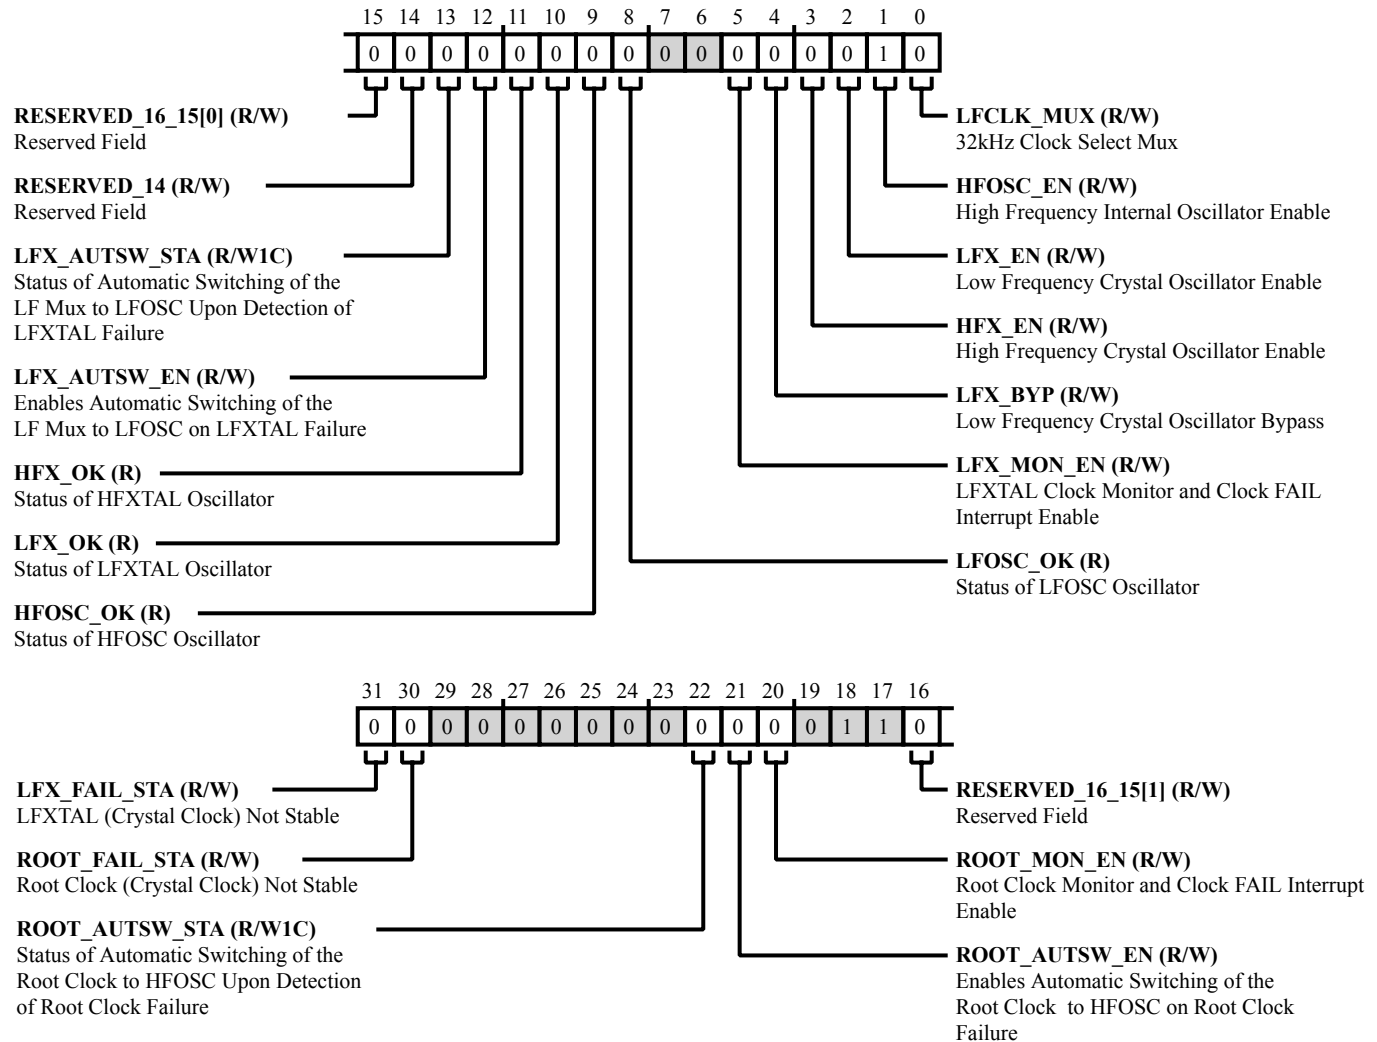 15 14 13 12 11 10 9 8 7 6 5 4 3 2 1 0
0 0 0 0 0 0 0 0 0 0 0 0 0 0 1 0
RESERVED_16_15[0] (R/W)
Reserved Field
RESERVED_14 (R/W)
Reserved Field
LFX_AUTSW_STA (R/W1C)
Status of Automatic Switching of the
LF Mux to LFOSC Upon Detection of
LFXTAL Failure
LFX_AUTSW_EN (R/W)
Enables Automatic Switching of the
LF Mux to LFOSC on LFXTAL Failure
HFX_OK (R)
Status of HFXTAL Oscillator
LFX_OK (R)
Status of LFXTAL Oscillator
HFOSC_OK (R)
Status of HFOSC Oscillator
LFCLK_MUX (R/W)
32kHz Clock Select Mux
HFOSC_EN (R/W)
High Frequency Internal Oscillator Enable
LFX_EN (R/W)
Low Frequency Crystal Oscillator Enable
HFX_EN (R/W)
High Frequency Crystal Oscillator Enable
LFX_BYP (R/W)
Low Frequency Crystal Oscillator Bypass
LFX_MON_EN (R/W)
LFXTAL Clock Monitor and Clock FAIL
Interrupt Enable
LFOSC_OK (R)
Status of LFOSC Oscillator
31 30 29 28 27 26 25 24 23 22 21 20 19 18 17 16
0 0 0 0 0 0 0 0 0 0 0 0 0 1 1 0
LFX_FAIL_STA (R/W)
LFXTAL (Crystal Clock) Not Stable
ROOT_FAIL_STA (R/W)
Root Clock (Crystal Clock) Not Stable
ROOT_AUTSW_STA (R/W1C)
Status of Automatic Switching of the
Root Clock to HFOSC Upon Detection
of Root Clock Failure
RESERVED_16_15[1] (R/W)
Reserved Field
ROOT_MON_EN (R/W)
Root Clock Monitor and Clock FAIL Interrupt
Enable
ROOT_AUTSW_EN (R/W)
Enables Automatic Switching of the
Root Clock to HFOSC on Root Clock
Failure